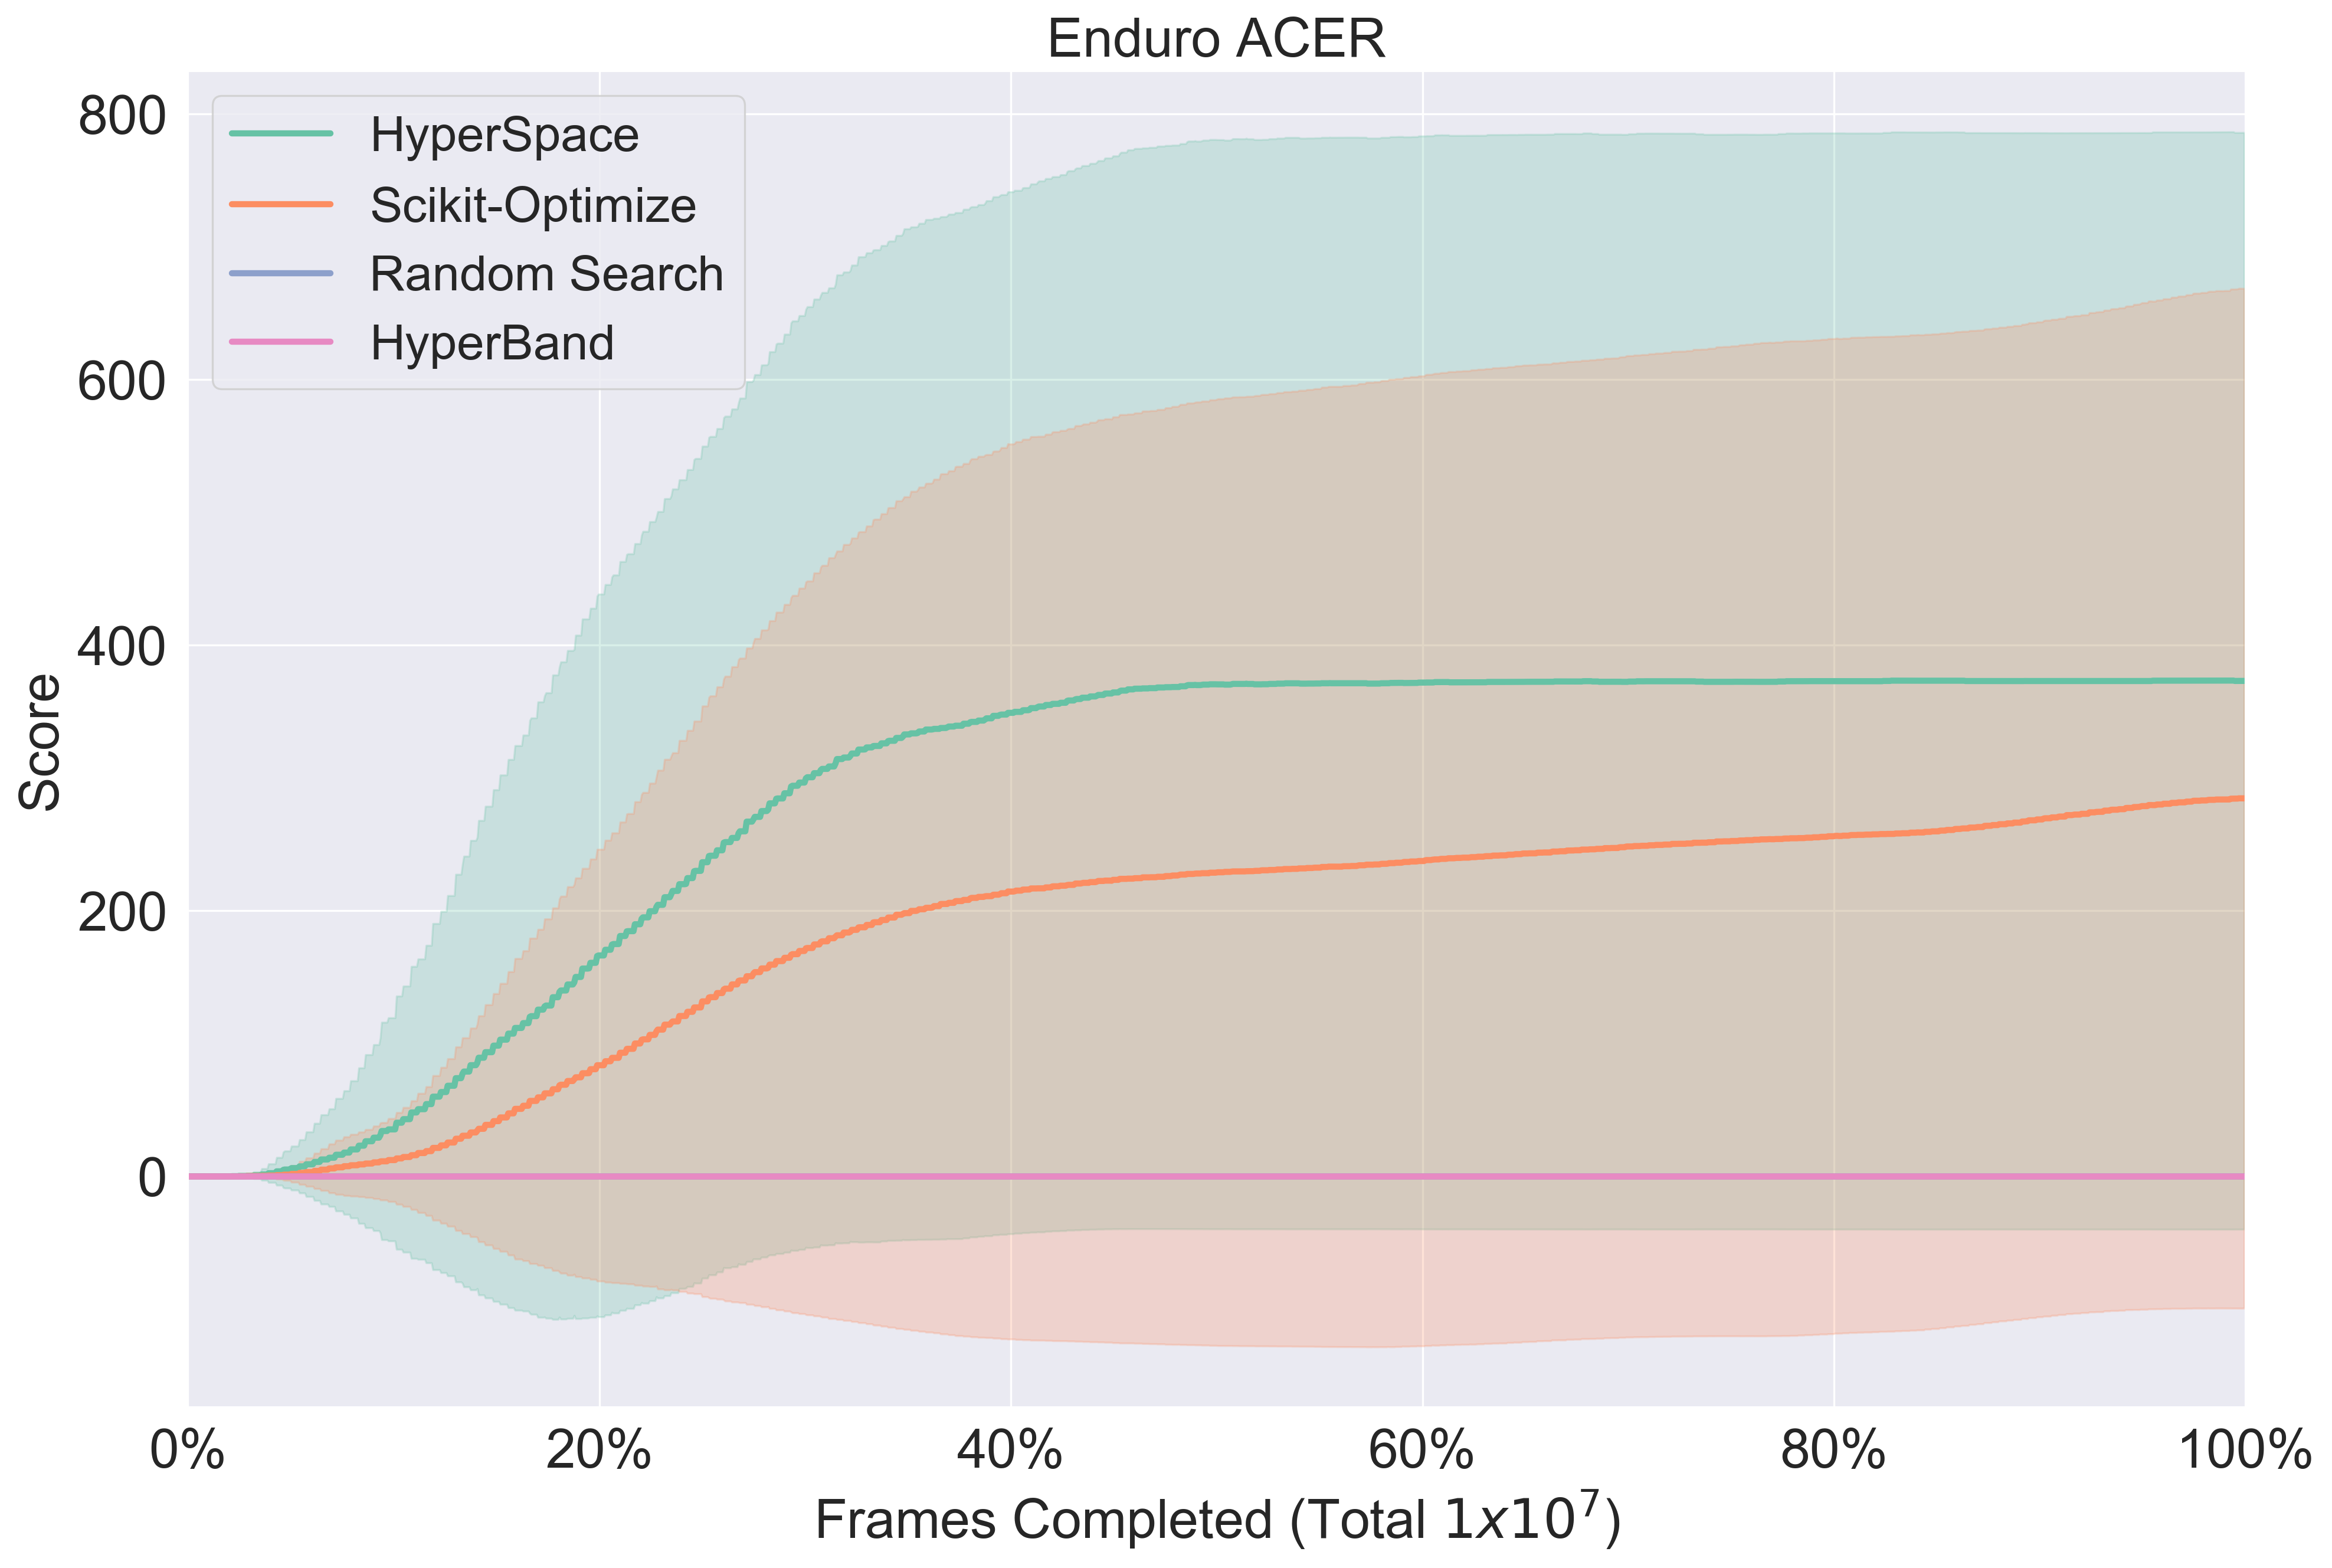 Enduro ACER
HyperSpace
Scikit-Optimize
Random Search
HyperBand
800
600
400
200
0
Score
0%
20%
40%
60%
80%
100%
Frames Completed (Total 1x10⁷)